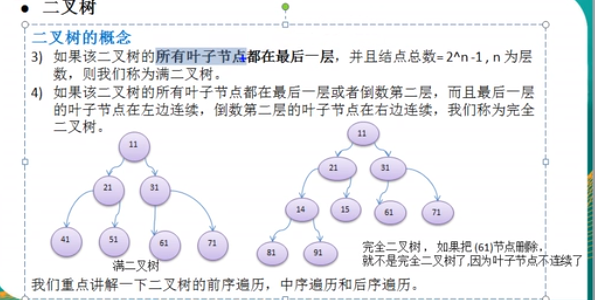 • 二叉树
二叉树的概念
3) 如果该二叉树的所有叶子节点都在最后一层，并且结点总数= 2^n -1 , n 为层
数，则我们称为满二叉树。
4) 如果该二叉树的所有叶子节点都在最后一层或者倒数第二层，而且最后一层
的叶子节点在左边连续，倒数第二层的叶子节点在右边连续，我们称为完全
二叉树。
11
21 31
41 51 61 71
满二叉树
11
21 31
14 15 61 71
81 91
完全二叉树 ，如果把 (61)节点删除，
就不是完全二叉树了,因为叶子节点不连续了
我们重点讲解一下二叉树的前序遍历，中序遍历和后序遍历。